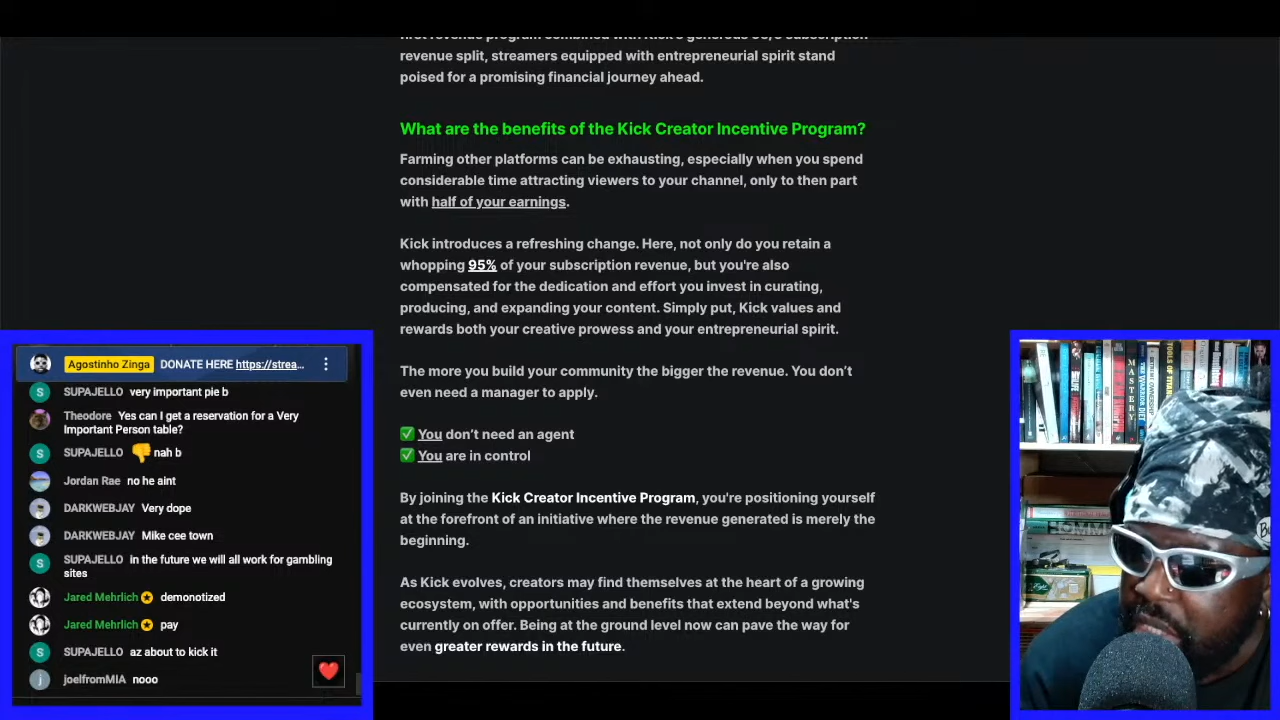 first revenue program combined with Kick's generous 95/5 subscription
revenue split, streamers equipped with entrepreneurial spirit stand
poised for a promising financial journey ahead.
What are the benefits of the Kick Creator Incentive Program?
Farming other platforms can be exhausting, especially when you spend
considerable time attracting viewers to your channel, only to then part
with half of your earnings.
Kick introduces a refreshing change. Here, not only do you retain a
whopping 95% of your subscription revenue, but you're also
compensated for the dedication and effort you invest in curating,
producing, and expanding your content. Simply put, Kick values and
rewards both your creative prowess and your entrepreneurial spirit.
The more you build your community the bigger the revenue. You don't
even need a manager to apply.
✅ You don't need an agent
✅ You are in control
By joining the Kick Creator Incentive Program, you're positioning yourself
at the forefront of an initiative where the revenue generated is merely the
beginning.
As Kick evolves, creators may find themselves at the heart of a growing
ecosystem, with opportunities and benefits that extend beyond what's
currently on offer. Being at the ground level now can pave the way for
even greater rewards in the future.
Agostinho Zinga DONATE HERE https://strea...
S SUPAJELLO very important pie b
Theodore Yes can I get a reservation for a Very
Important Person table?
S SUPAJELLO 👎 nah b
Jordan Rae no he aint
DARKWEBJAY Very dope
DARKWEBJAY Mike cee town
S SUPAJELLO in the future we will all work for gambling
sites
Jared Mehrlich demonotized
Jared Mehrlich pay
S SUPAJELLO az about to kick it
j joelfromMIA nooo
MASTERY